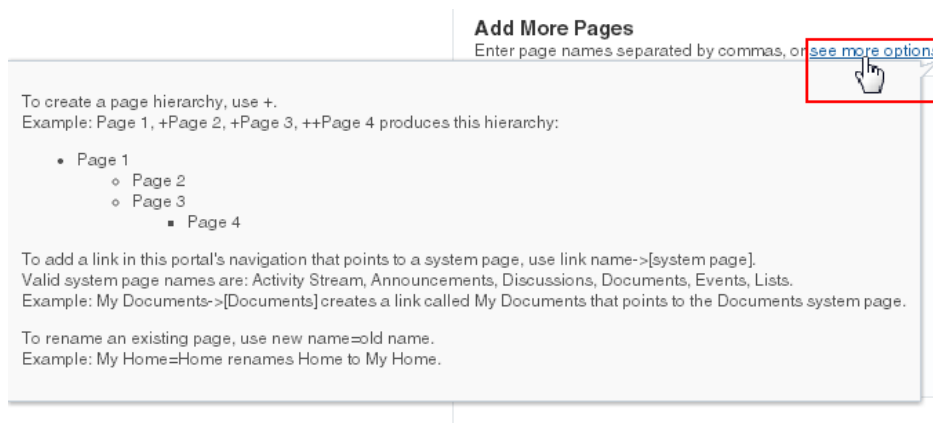 Add More Pages
Enter page names separated by commas, or see more options
To create a page hierarchy, use +.
Example: Page 1, +Page 2, +Page 3, ++Page 4 produces this hierarchy:
Page 1
Page 2
Page 3
Page 4
To add a link in this portal's navigation that points to a system page, use link name->[system page].
Valid system page names are: Activity Stream, Announcements, Discussions, Documents, Events, Lists.
Example: My Documents->[Documents] creates a link called My Documents that points to the Documents system page.
To rename an existing page, use new name=old name.
Example: My Home=Home renames Home to My Home.